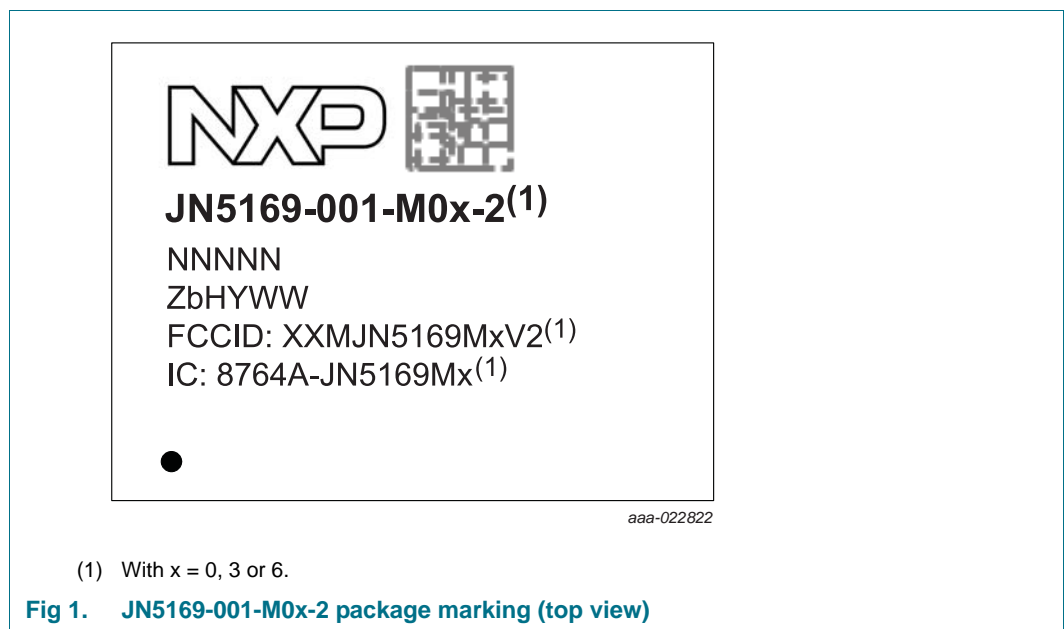 NXP
JN5169-001-M0x-2(1)
NNNNN
ZbHYWW
FCCID: XXMJN5169MxV2(1)
IC: 8764A-JN5169Mx(1)
aaa-022822
(1) With x = 0, 3 or 6.
Fig 1. JN5169-001-M0x-2 package marking (top view)